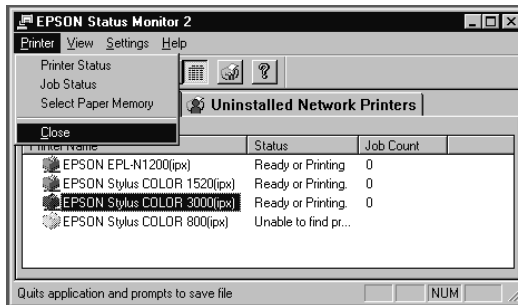 EPSON Status Monitor 2
Printer View Settings Help
Printer Status
Job Status
Select Paper Memory
Close
Uninstalled Network Printers
Printer Name Status Job Count
EPSON EPL-N1200(ipx) Ready or Printing 0
EPSON Stylus COLOR 1520(ipx) Ready or Printing. 0
EPSON Stylus COLOR 3000(ipx) Ready or Printing. 0
EPSON Stylus COLOR 800(ipx) Unable to find pr...
Quits application and prompts to save file NUM